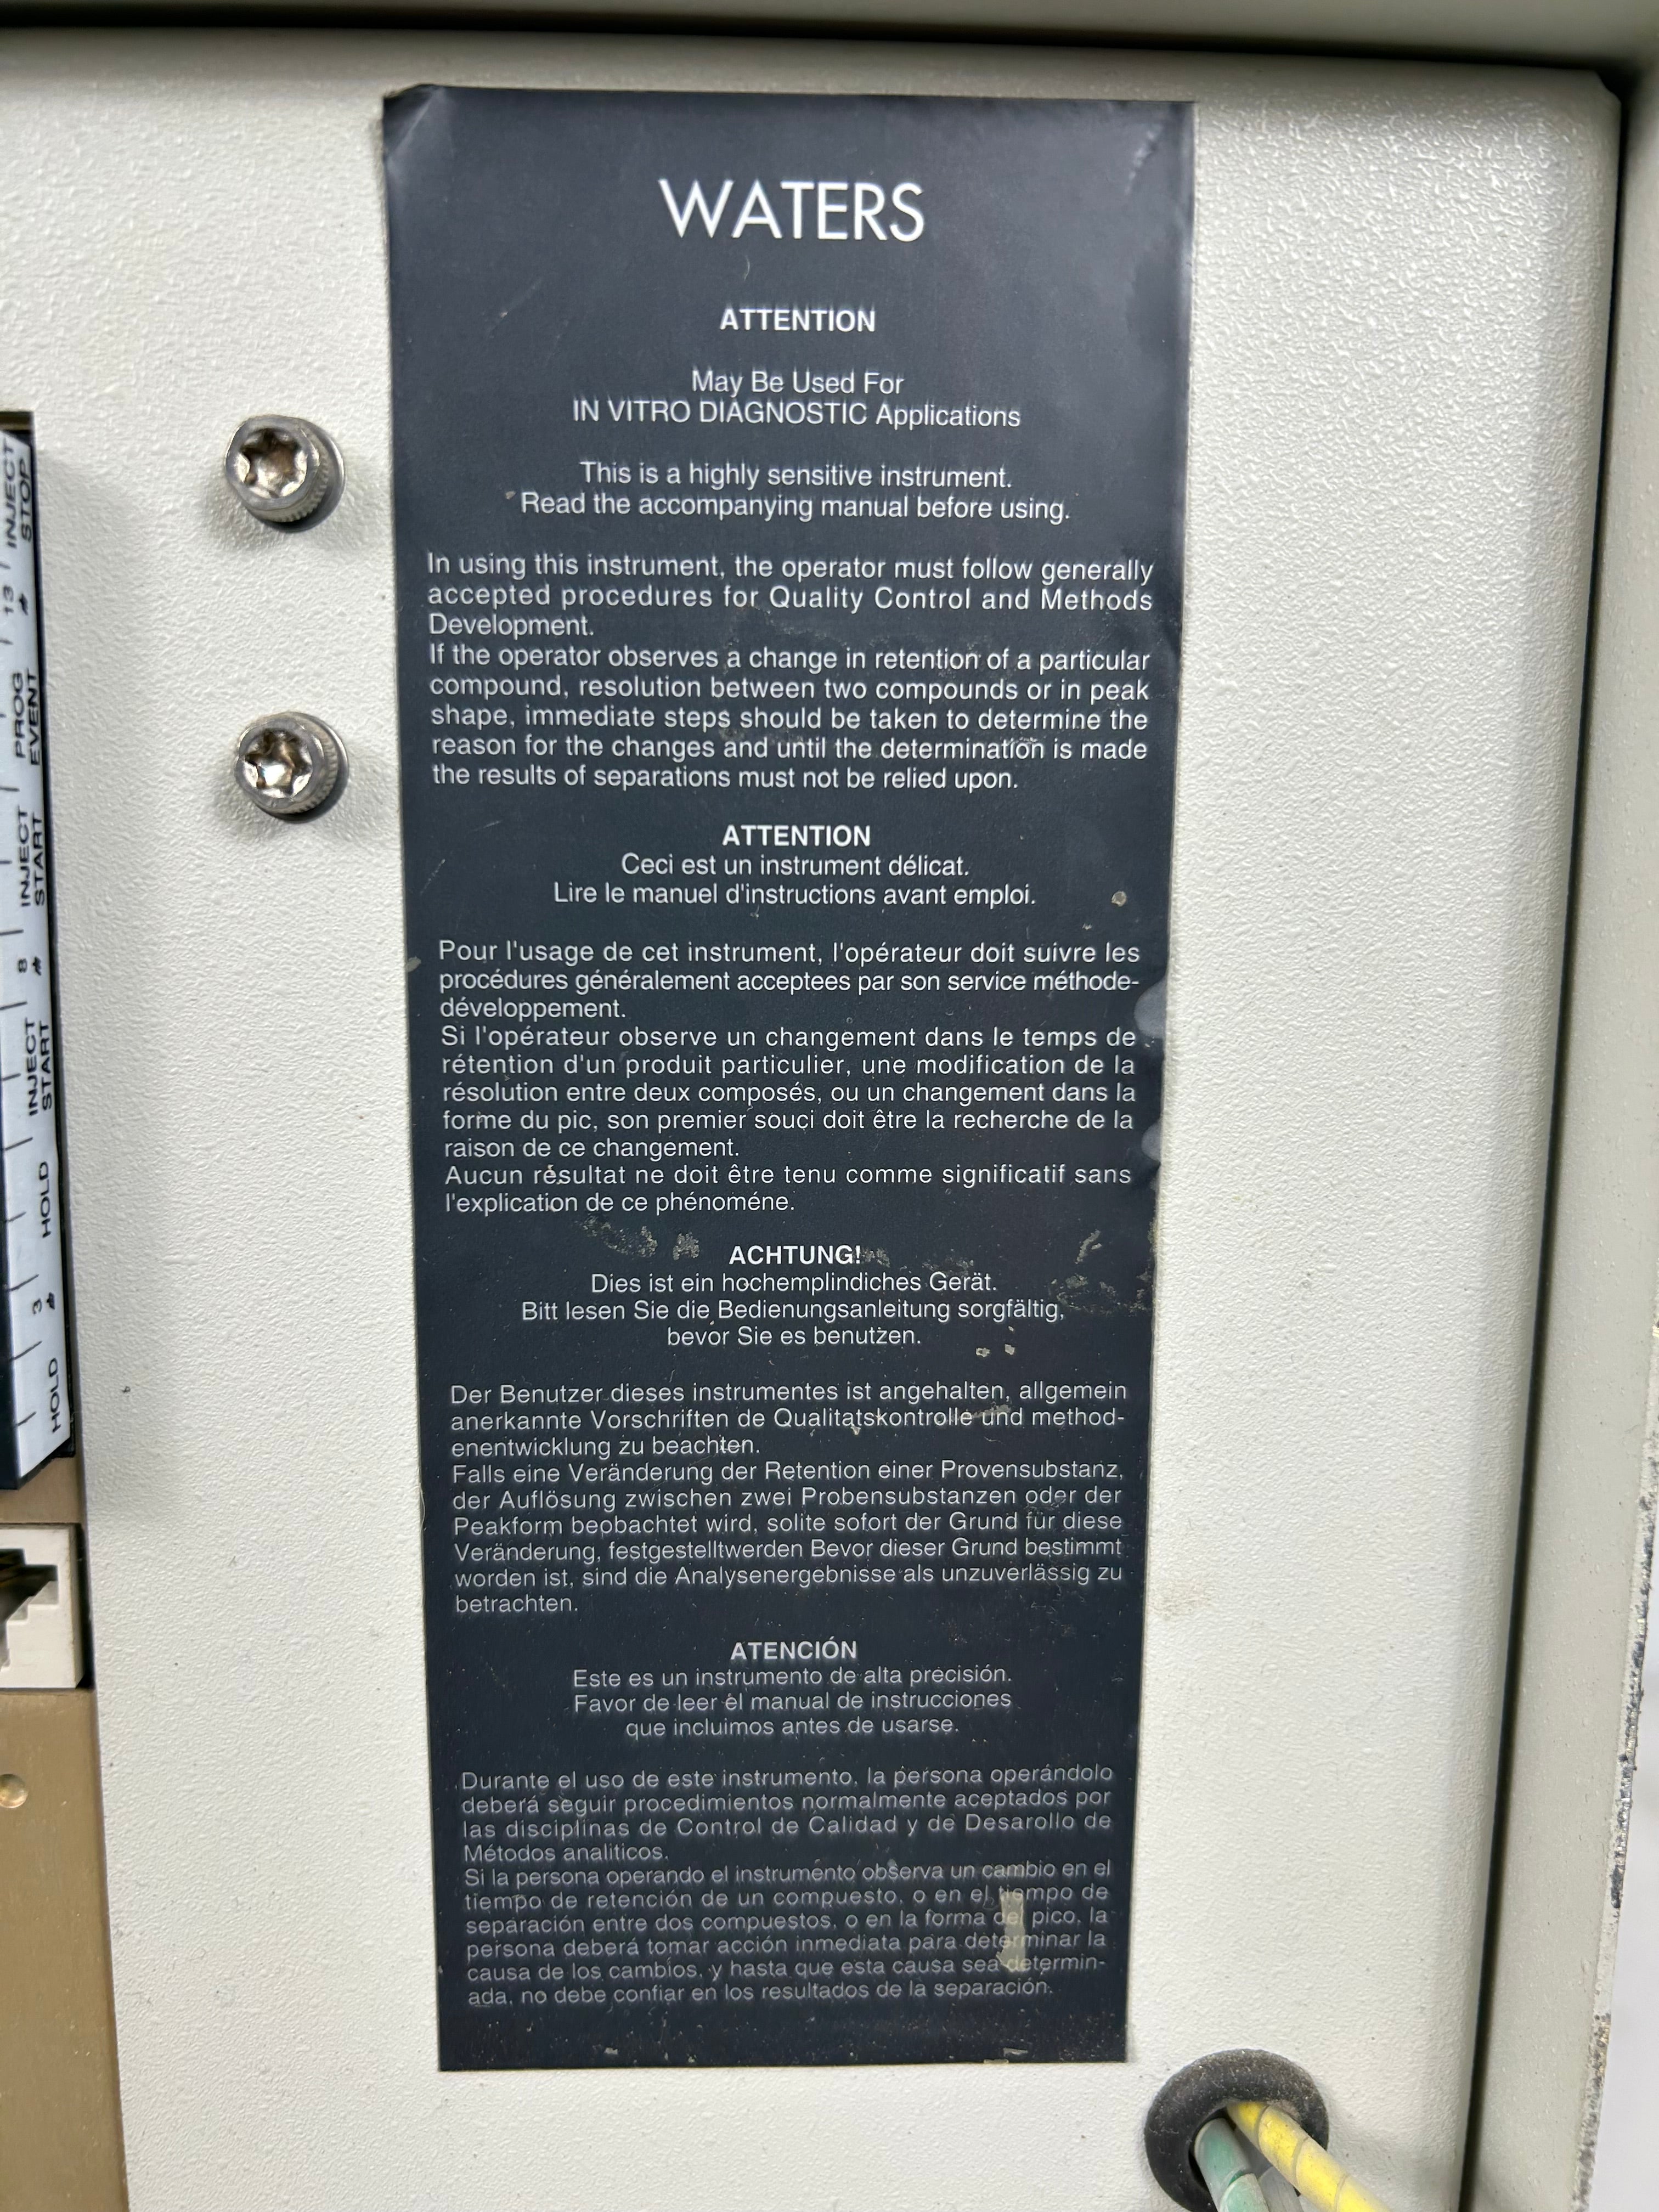 WATERS
ATTENTION
May Be Used For
IN VITRO DIAGNOSTIC Applications
This is a highly sensitive instrument.
Read the accompanying manual before using.
In using this instrument, the operator must follow generally
accepted procedures for Quality Control and Methods
Development.
If the operator observes a change in retention of a particular
compound, resolution between two compounds or in peak
shape, immediate steps should be taken to determine the
reason for the changes and until the determination is made
the results of separations must not be relied upon.
ATTENTION
Ceci est un instrument délicat.
Lire le manuel d'instructions avant emploi.
Pour l'usage de cet instrument, l'opérateur doit suivre les
procédures généralement acceptees par son service méthode-
développement.
Si l'opérateur observe un changement dans le temps de
rétention d'un produit particulier, une modification de la
résolution entre deux composés, ou un changement dans la
forme du pic, son premier souci doit être la recherche de la
raison de ce changement.
Aucun résultat ne doit être tenu comme significatif sans
l'explication de ce phénoméne.
ACHTUNG!
Dies ist ein hochemplindiches Gerät.
Bitt lesen Sie die Bedienungsanleitung sorgfältig,
bevor Sie es benutzen.
Der Benutzer dieses instrumentes ist angehalten, allgemein
anerkannte Vorschriften de Qualitätskontrolle und method-
enentwicklung zu beachten.
Falls eine Veränderung der Retention einer Provensubstanz,
der Auflösung zwischen zwei Probensubstanzen oder der
Peakform beobachtet wird, solite sofort der Grund für diese
Veränderung, festgestelltwerden Bevor dieser Grund bestimmt
worden ist, sind die Analysenergebnisse als unzuverlässig zu
betrachten.
ATENCIÓN
Este es un instrumento de alta precisión.
Favor de leer él manual de instrucciones
que incluimos antes de usarse.
Durante el uso de este instrumento, la persona operándolo
deberá seguir procedimientos normalmente aceptados por
las disciplinas de Control de Calidad y de Desarollo de
Métodos analiticos.
Si la persona operando el instrumento observa un cambio en el
tiempo de retención de un compuesto, o en el tiempo de
separación entre dos compuestos, o en la forma del pico, la
persona deberá tomar acción inmediata para determinar la
causa de los cambios, y hasta que esta causa sea determin-
ada, no debe confiar en los resultados de la separación.
13 INJECT
STOP
PROG
EVENT
8 INJECT
START
INJECT
START
3 HOLD
HOLD